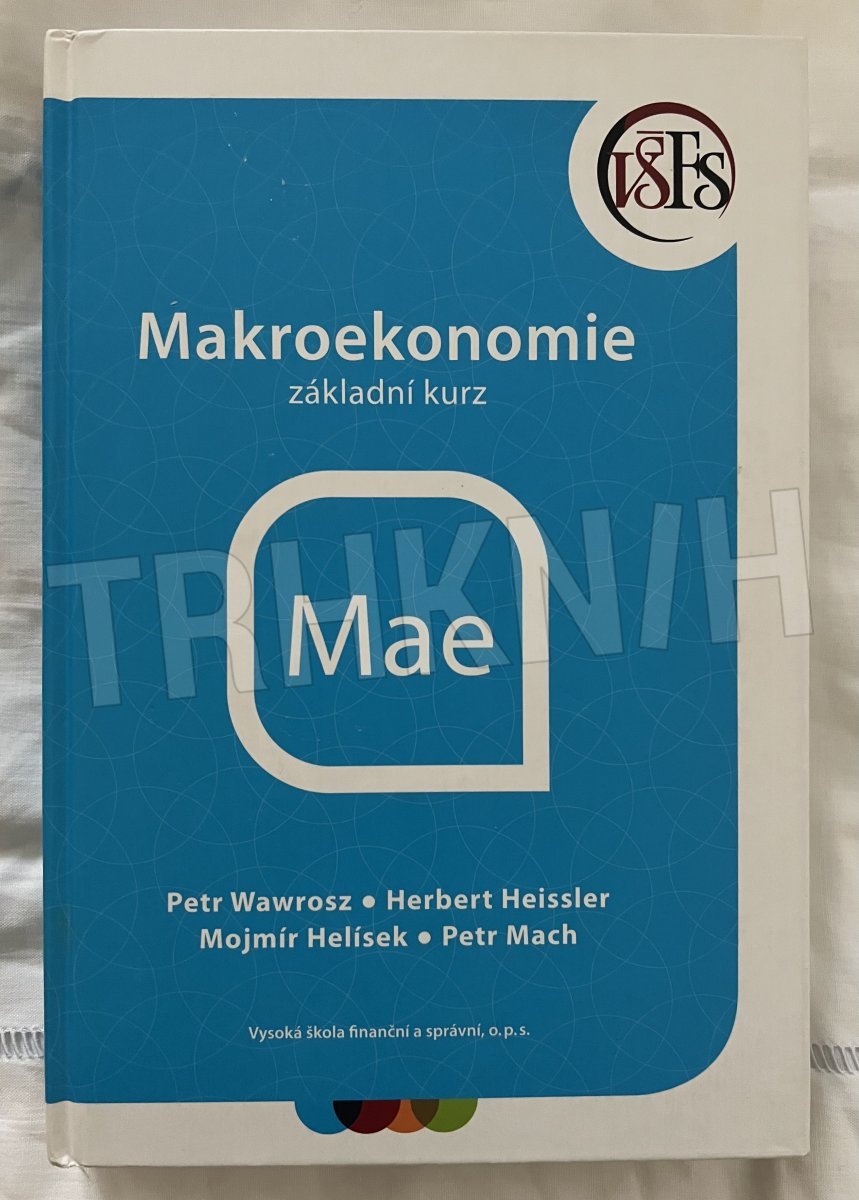 VŠFS
Makroekonomie
základní kurz
Mae
TRHKNIH
Petr Wawrosz • Herbert Heissler
Mojmír Helísek • Petr Mach
Vysoká škola finanční a správní, o.p.s.